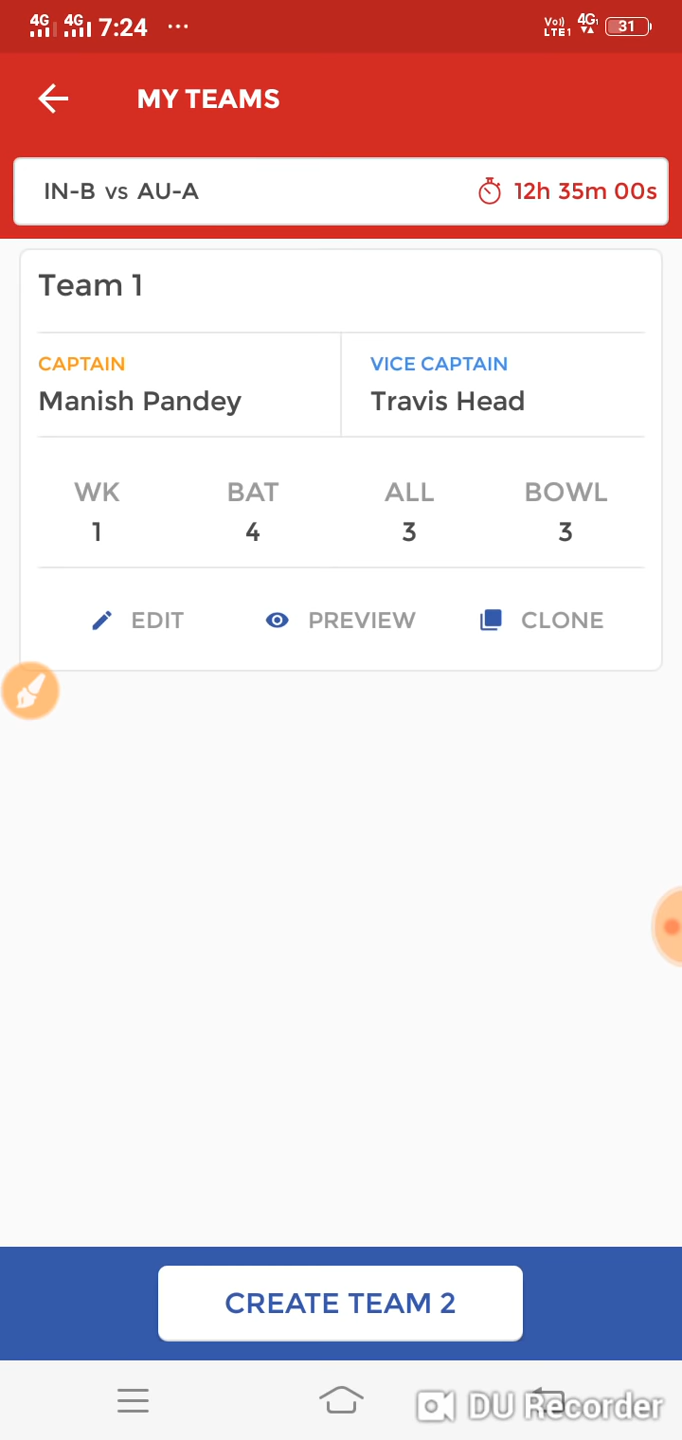 4G 4G 7:24 ... Vo)) LTE1 4G 31
MY TEAMS
IN-B vs AU-A 12h 35m 00s
Team 1
CAPTAIN VICE CAPTAIN
Manish Pandey Travis Head
WK BAT ALL BOWL
1 4 3 3
EDIT PREVIEW CLONE
CREATE TEAM 2
DU Recorder